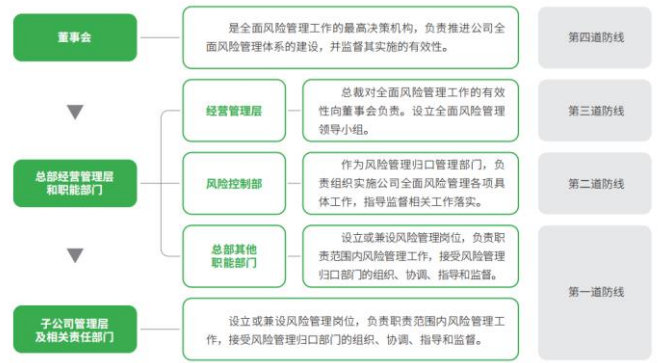 董事会
是全面风险管理工作的最高决策机构，负责推进公司全
面风险管理体系的建设，并监督其实施的有效性。
第四道防线
经营管理层
总裁对全面风险管理工作的有效
性向董事会负责。设立全面风险管理
领导小组。
第三道防线
总部经营管理层
和职能部门
风险控制部
作为风险管理归口管理部门，负
责组织实施公司全面风险管理各项具
体工作，指导监督相关工作落实。
第二道防线
总部其他
职能部门
设立或兼设风险管理岗位，负责职
责范围内风险管理工作，接受风险管理
归口部门的组织、协调、指导和监督。
第一道防线
子公司管理层
及相关责任部门
设立或兼设风险管理岗位，负责职责范围内风险管理工
作，接受风险管理归口部门的组织、协调、指导和监督。